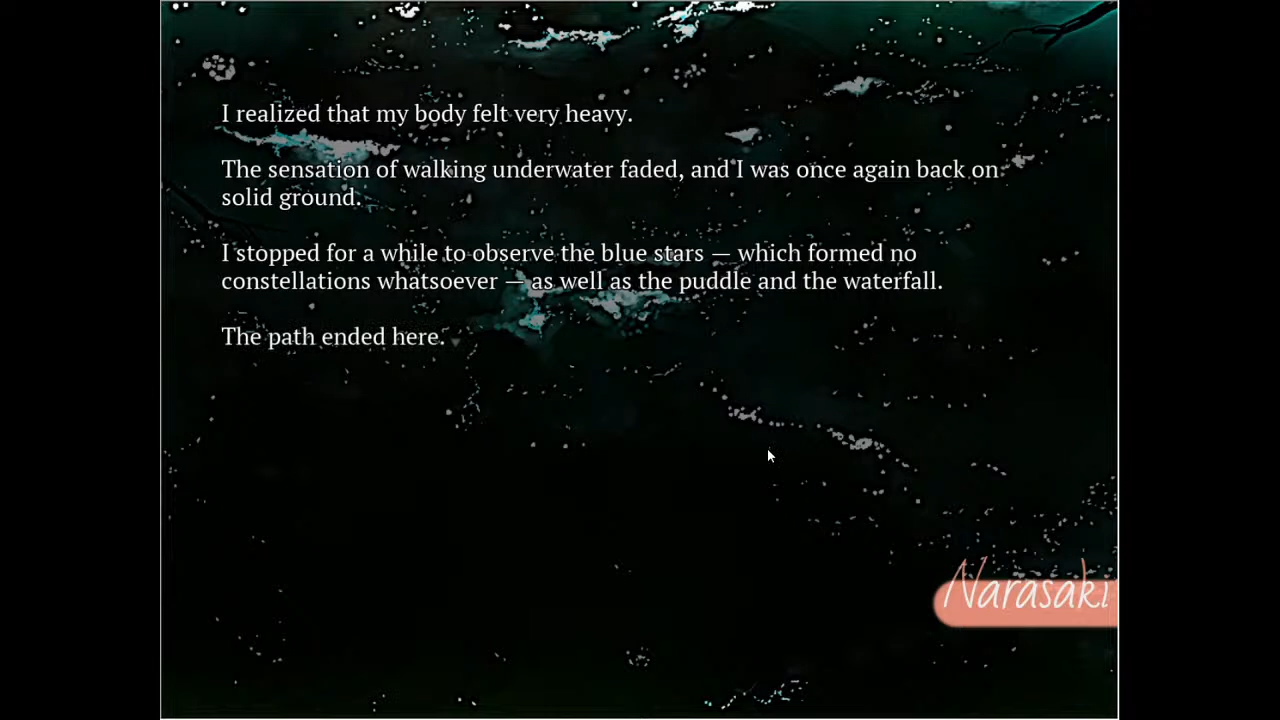 I realized that my body felt very heavy.
The sensation of walking underwater faded, and I was once again back on
solid ground.
I stopped for a while to observe the blue stars — which formed no
constellations whatsoever — as well as the puddle and the waterfall.
The path ended here.
Narasaki